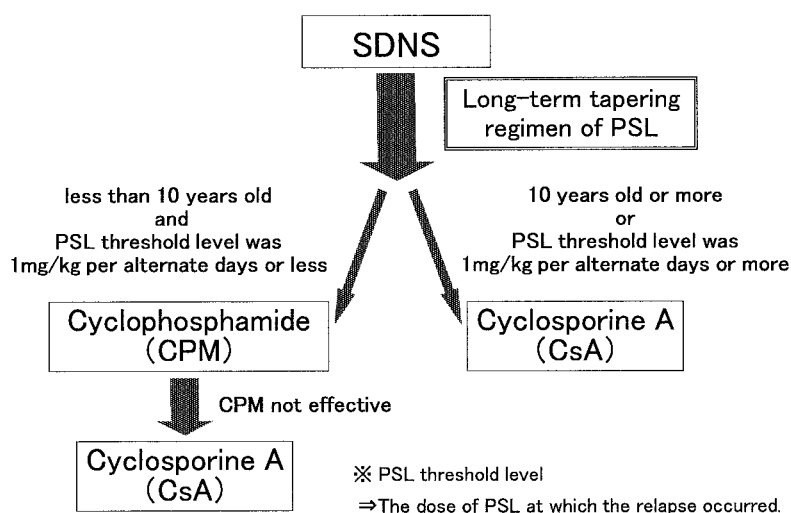 SDNS
Long-term tapering
regimen of PSL
less than 10 years old
and
PSL threshold level was
1mg/kg per alternate days or less
10 years old or more
or
PSL threshold level was
1mg/kg per alternate days or more
Cyclophosphamide
(CPM)
Cyclosporine A
(CsA)
CPM not effective
Cyclosporine A
(CsA)
※ PSL threshold level
⇒The dose of PSL at which the relapse occurred.